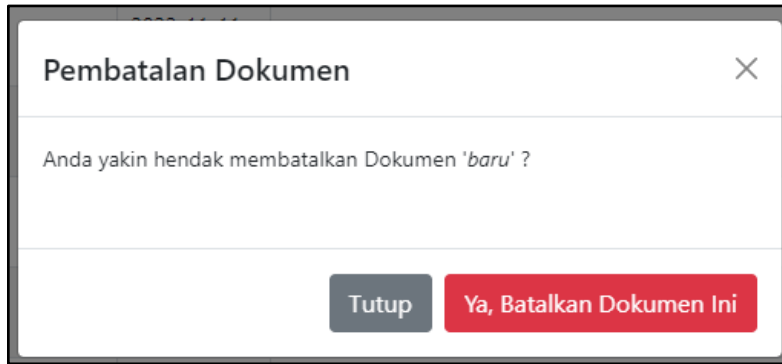 Pembatalan Dokumen
Anda yakin hendak membatalkan Dokumen 'baru' ?
Tutup
Ya, Batalkan Dokumen Ini